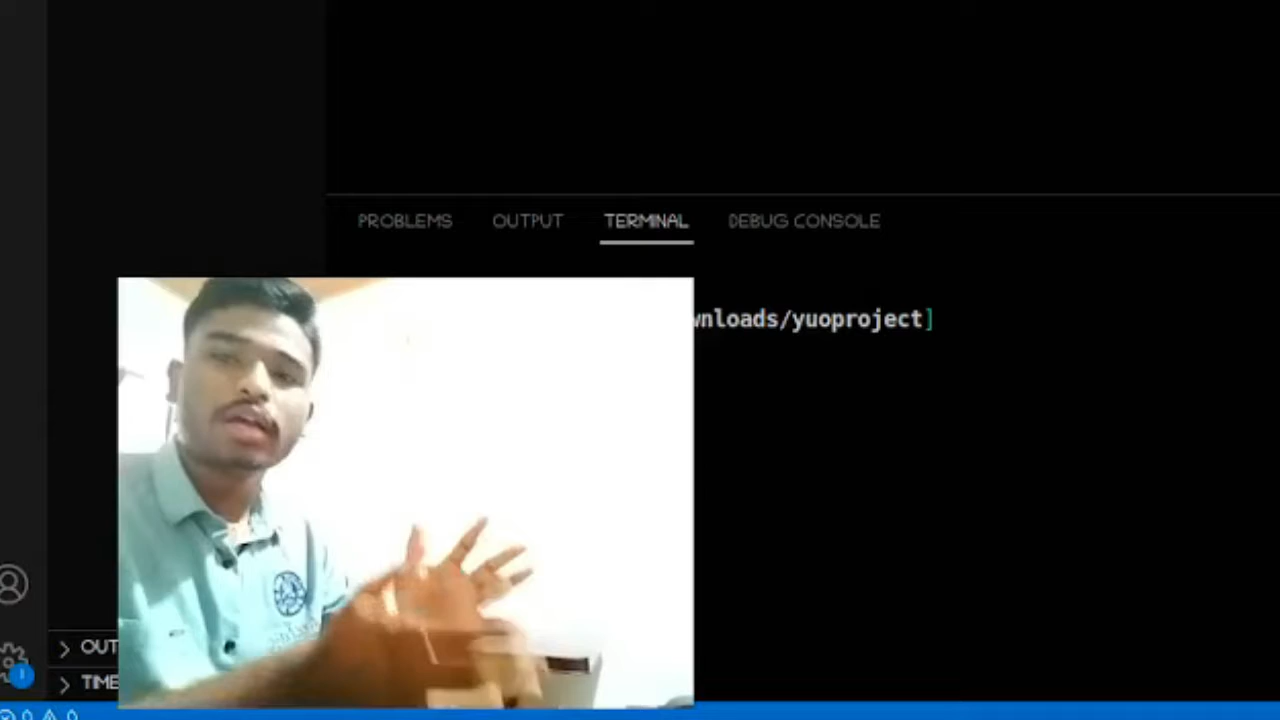 PROBLEMS OUTPUT TERMINAL DEBUG CONSOLE
wnloads/yuoproject]
OUT
TIME